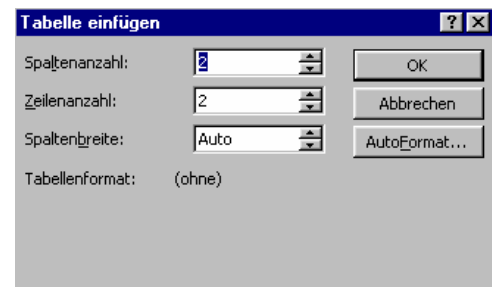 Tabelle einfügen
Spaltenanzahl: 2 OK
Zeilenanzahl: 2 Abbrechen
Spaltenbreite: Auto AutoFormat...
Tabellenformat: (ohne)